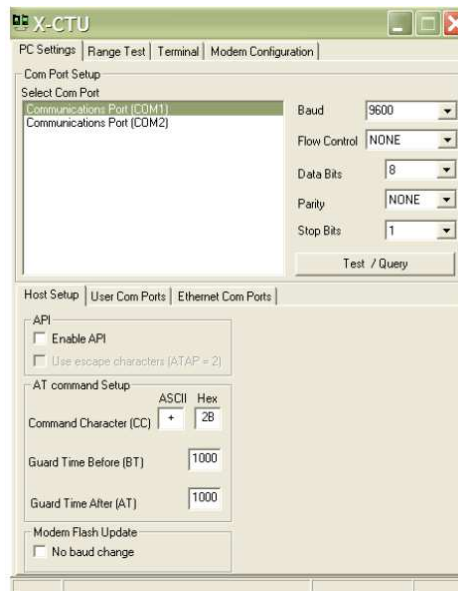 X-CTU
PC Settings Range Test Terminal Modem Configuration
Com Port Setup
Select Com Port
Communications Port (COM1)
Communications Port (COM2)
Baud 9600
Flow Control NONE
Data Bits 8
Parity NONE
Stop Bits 1
Test / Query
Host Setup User Com Ports Ethernet Com Ports
API
Enable API
Use escape characters (ATAP = 2)
AT command Setup
ASCII Hex
Command Character (CC) + 2B
Guard Time Before (BT) 1000
Guard Time After (AT) 1000
Modem Flash Update
No baud change